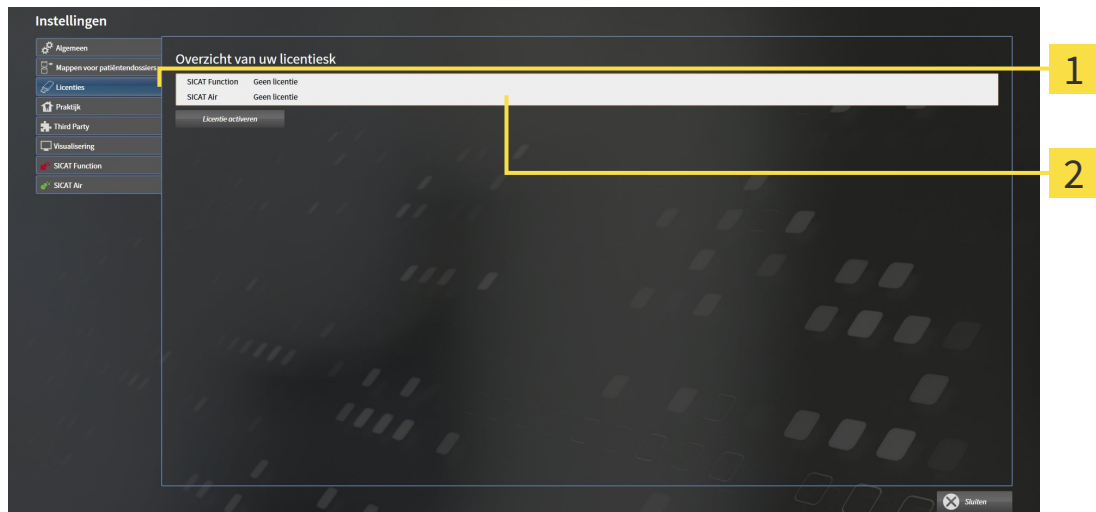 Instellingen
Algemeen
Mappen voor patiëntendossiers
Licenties
Praktijk
Third Party
Visualisering
SICAT Function
SICAT Air
Overzicht van uw licentiesk
SICAT Function Geen licentie
SICAT Air Geen licentie
Licentie activeren
1
2
Sluiten